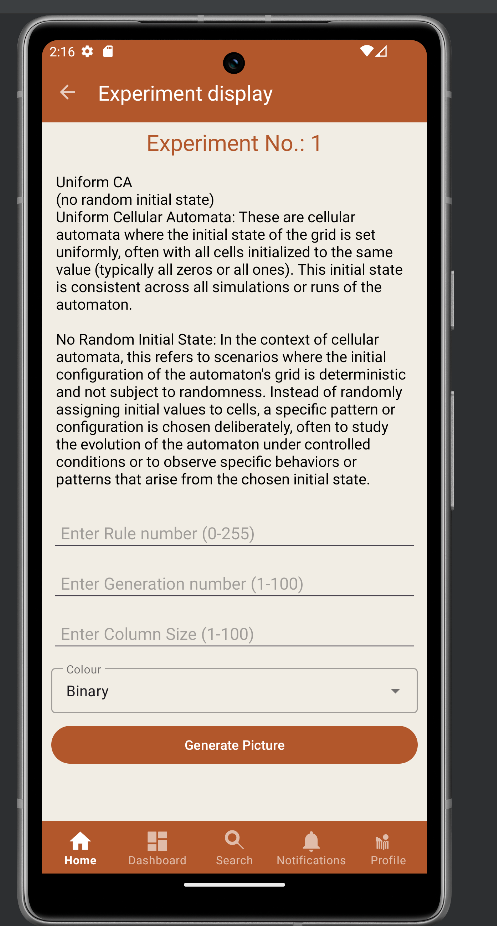 2:16
Experiment display
Experiment No.: 1
Uniform CA
(no random initial state)
Uniform Cellular Automata: These are cellular
automata where the initial state of the grid is set
uniformly, often with all cells initialized to the same
value (typically all zeros or all ones). This initial state
is consistent across all simulations or runs of the
automaton.
No Random Initial State: In the context of cellular
automata, this refers to scenarios where the initial
configuration of the automaton's grid is deterministic
and not subject to randomness. Instead of randomly
assigning initial values to cells, a specific pattern or
configuration is chosen deliberately, often to study
the evolution of the automaton under controlled
conditions or to observe specific behaviors or
patterns that arise from the chosen initial state.
Enter Rule number (0-255)
Enter Generation number (1-100)
Enter Column Size (1-100)
Colour
Binary
Generate Picture
Home Dashboard Search Notifications Profile